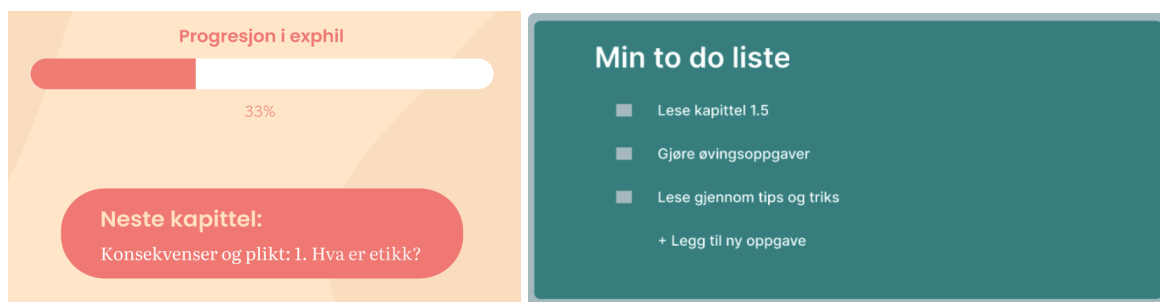 Progresjon i exphil
33%
Neste kapittel:
Konsekvenser og plikt: 1. Hva er etikk?
Min to do liste
Lese kapittel 1.5
Gjøre øvingsoppgaver
Lese gjennom tips og triks
+ Legg til ny oppgave